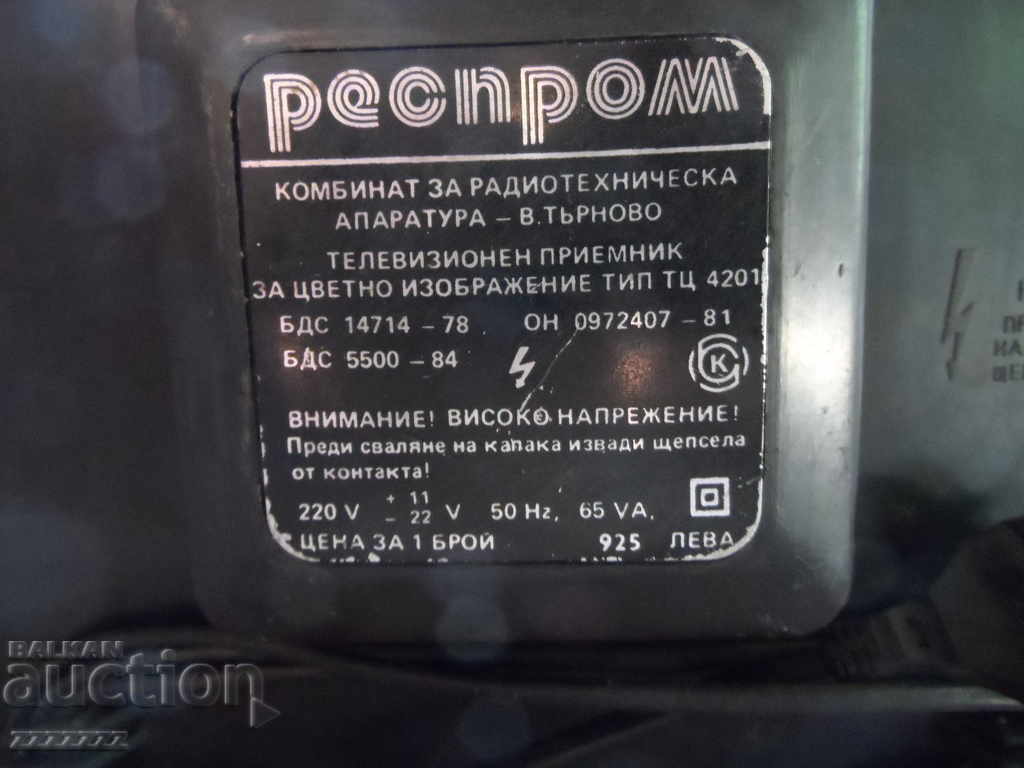 респром
КОМБИНАТ ЗА РАДИОТЕХНИЧЕСКА
АПАРАТУРА – В.ТЪРНОВО
ТЕЛЕВИЗИОНЕН ПРИЕМНИК
ЗА ЦВЕТНО ИЗОБРАЖЕНИЕ ТИП ТЦ 4201
БДС 14714 – 78 ОН 0972407 – 81
БДС 5500 – 84
К
ВНИМАНИЕ! ВИСОКО НАПРЕЖЕНИЕ!
Преди сваляне на капака извади щепсела
от контакта!
220 V + 11 – 22 V 50 Hz, 65 VA.
ЦЕНА ЗА 1 БРОЙ 925 ЛЕВА
BALKAN
auction